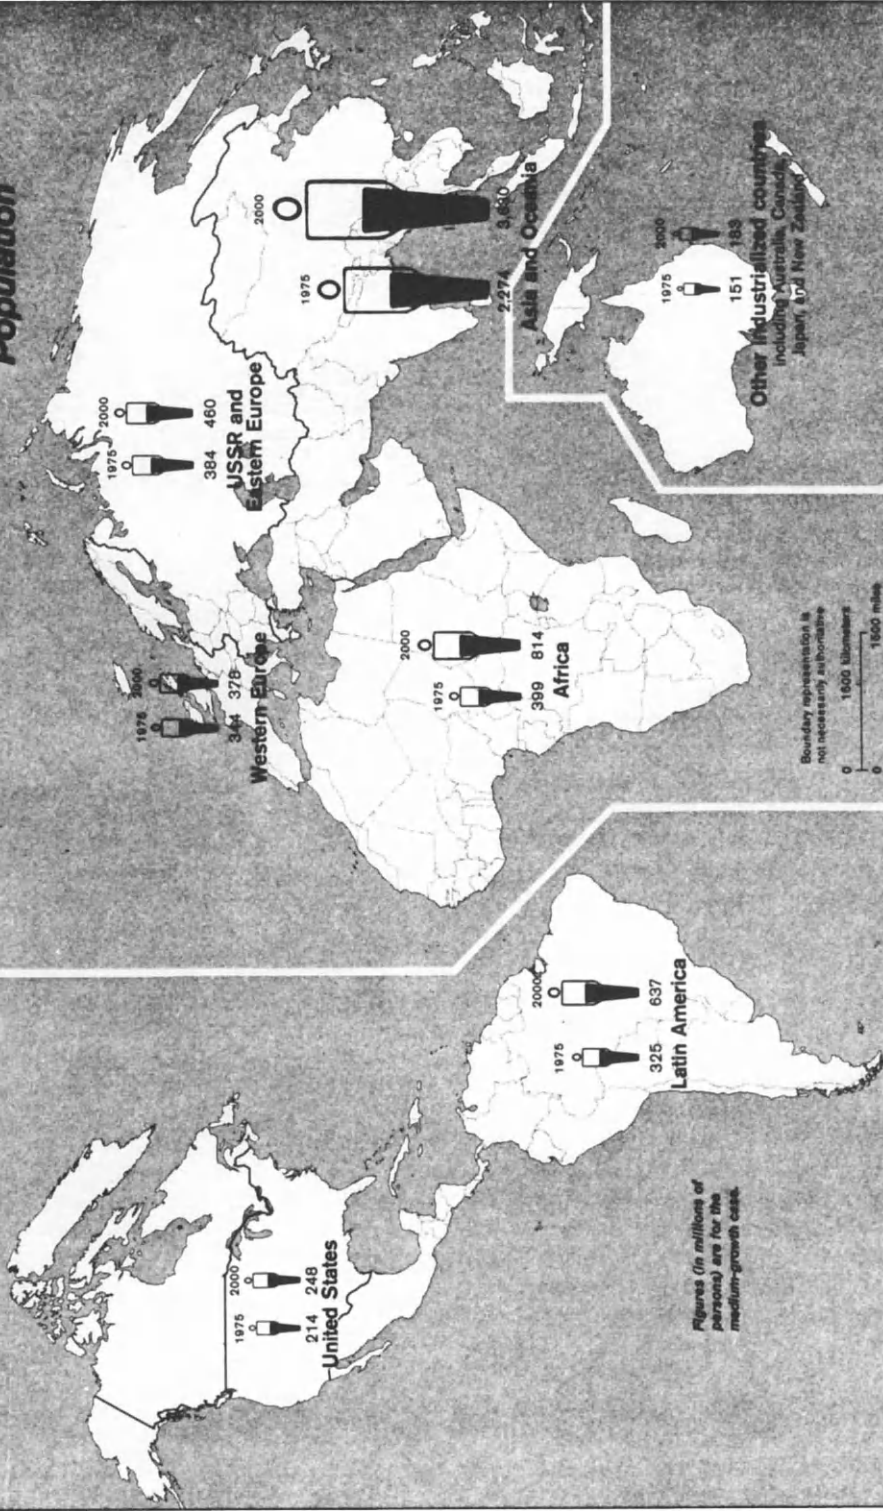 Population
1975
2000
214
248
United States
1975
2000
325
637
Latin America
Figures (in millions of
persons) are for the
medium-growth case.
1975
2000
344
378
Western Europe
1975
2000
384
460
USSR and
Eastern Europe
1975
2000
399
814
Africa
1975
2000
2,274
3,630
Asia and Oceania
1975
2000
151
183
Other industrialized countries
including Australia, Canada,
Japan, and New Zealand
Boundary representation is
not necessarily authoritative
0 1500 kilometers
0 1500 miles